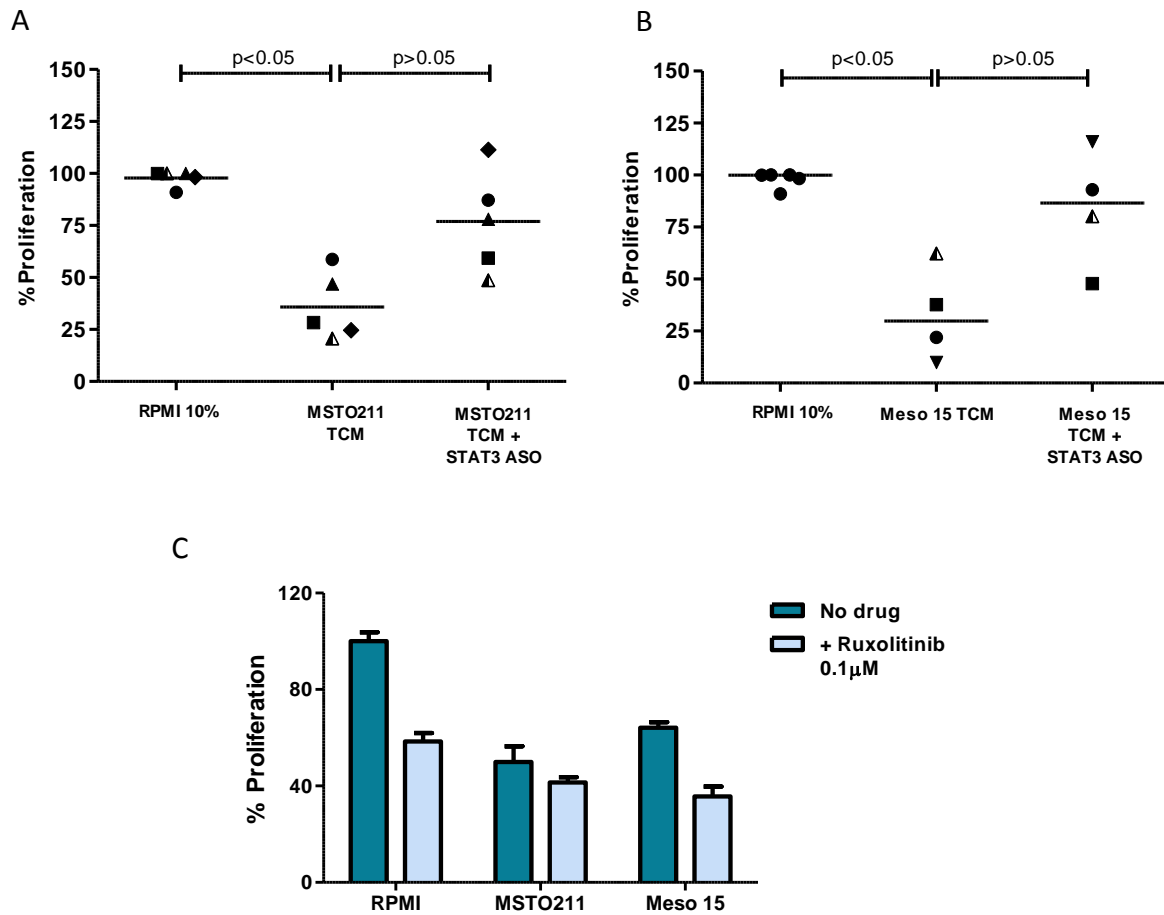 A
p<0.05
p>0.05
150
125
100
75
50
25
0
% Proliferation
RPMI 10%
MSTO211
TCM
MSTO211
TCM +
STAT3 ASO
B
p<0.05
p>0.05
150
125
100
75
50
25
0
% Proliferation
RPMI 10%
Meso 15 TCM
Meso 15
TCM +
STAT3 ASO
C
120
80
40
0
% Proliferation
RPMI
MSTO211
Meso 15
No drug
+ Ruxolitinib
0.1μM